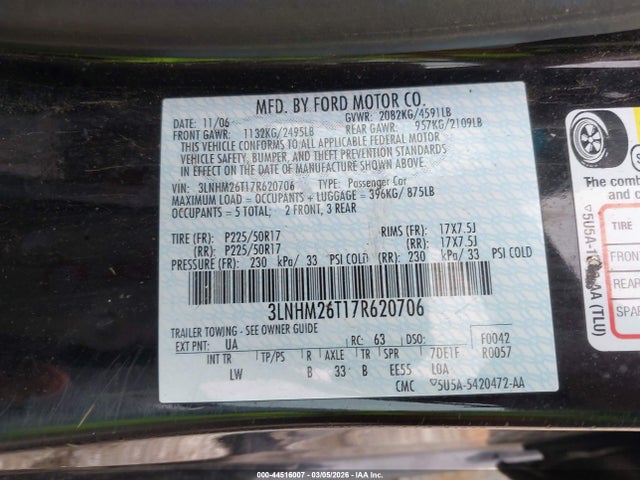 MFD. BY FORD MOTOR CO.
DATE: 11/06 GVWR: 2082KG/4591LB
FRONT GAWR: 1132KG/2495LB REAR GAWR: 957KG/2109LB
THIS VEHICLE CONFORMS TO ALL APPLICABLE FEDERAL MOTOR
VEHICLE SAFETY, BUMPER, AND THEFT PREVENTION STANDARDS
IN EFFECT ON THE DATE OF MANUFACTURE SHOWN ABOVE.
VIN: 3LNHM26T17R620706 TYPE: Passenger Car
MAXIMUM LOAD = OCCUPANTS + LUGGAGE = 396KG/ 875LB
OCCUPANTS = 5 TOTAL; 2 FRONT, 3 REAR
TIRE (FR): P225/50R17 RIMS (FR): 17X7.5J
(RR): P225/50R17 (RR): 17X7.5J
PRESSURE (FR): 230 kPa/ 33 PSI COLD (RR): 230 kPa/ 33 PSI COLD
3LNHM26T17R620706
TRAILER TOWING - SEE OWNER GUIDE
EXT PNT: UA RC: 63 DSO: F0042
INT TR TP/PS R AXLE TR SPR 7DE1F R0057
LW B 33 B EE55 LOA
CMC ▽5U5A-5420472-AA
The comb
and c
TIRE
FRONT
REAR
SPAR
A (TLU)
000-44516007 - 03/05/2026 - IAA, Inc.